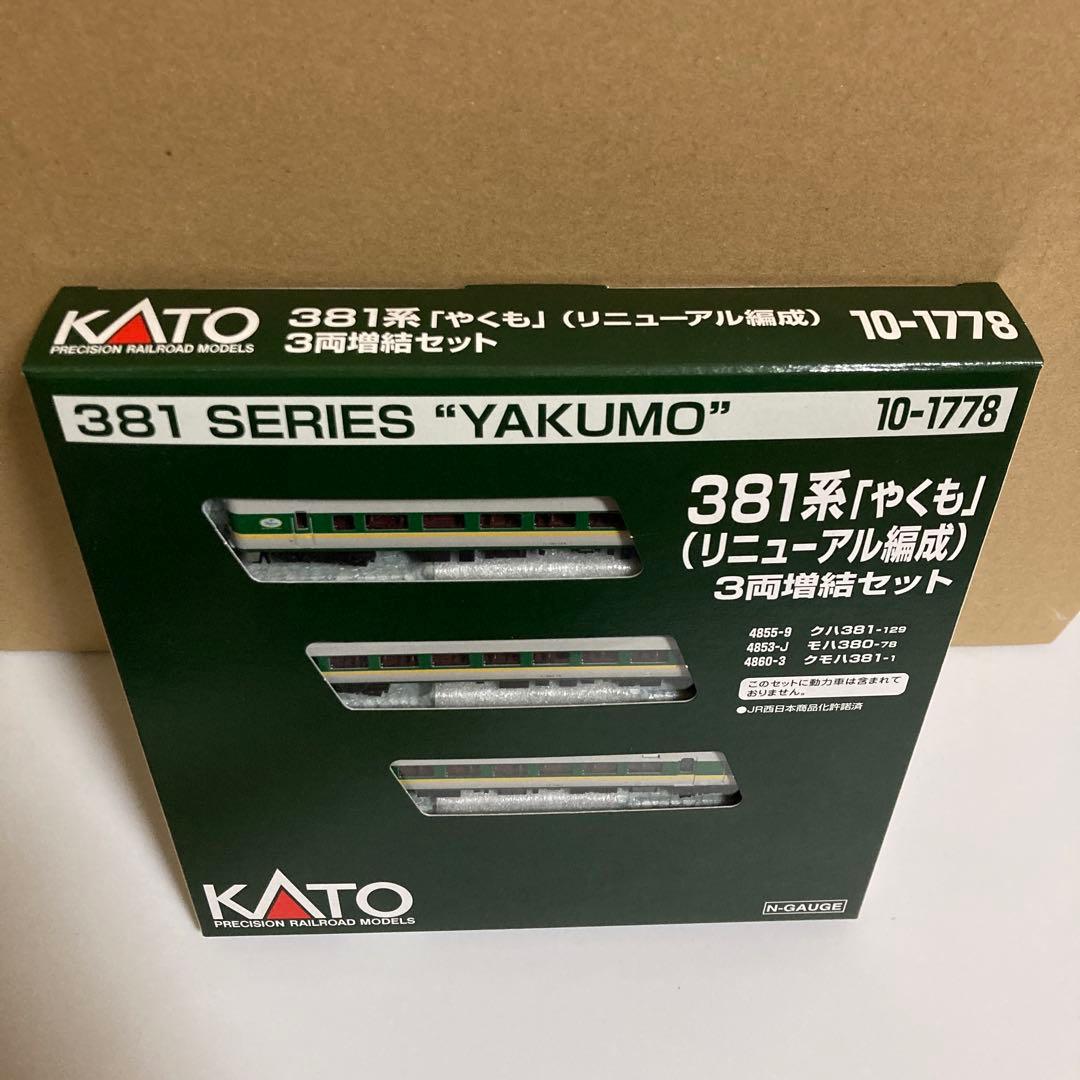 KATO
PRECISION RAILROAD MODELS
381系「やくも」(リニューアル編成)
3両増結セット
10-1778
381 SERIES “YAKUMO”
10-1778
381系「やくも」
(リニューアル編成)
3両増結セット
4855-9 クハ381-129
4853-J モハ380-78
4860-3 クモハ381-1
このセットに動力車は含まれて
おりません。
●JR西日本商品化許諾済
KATO
PRECISION RAILROAD MODELS
N-GAUGE